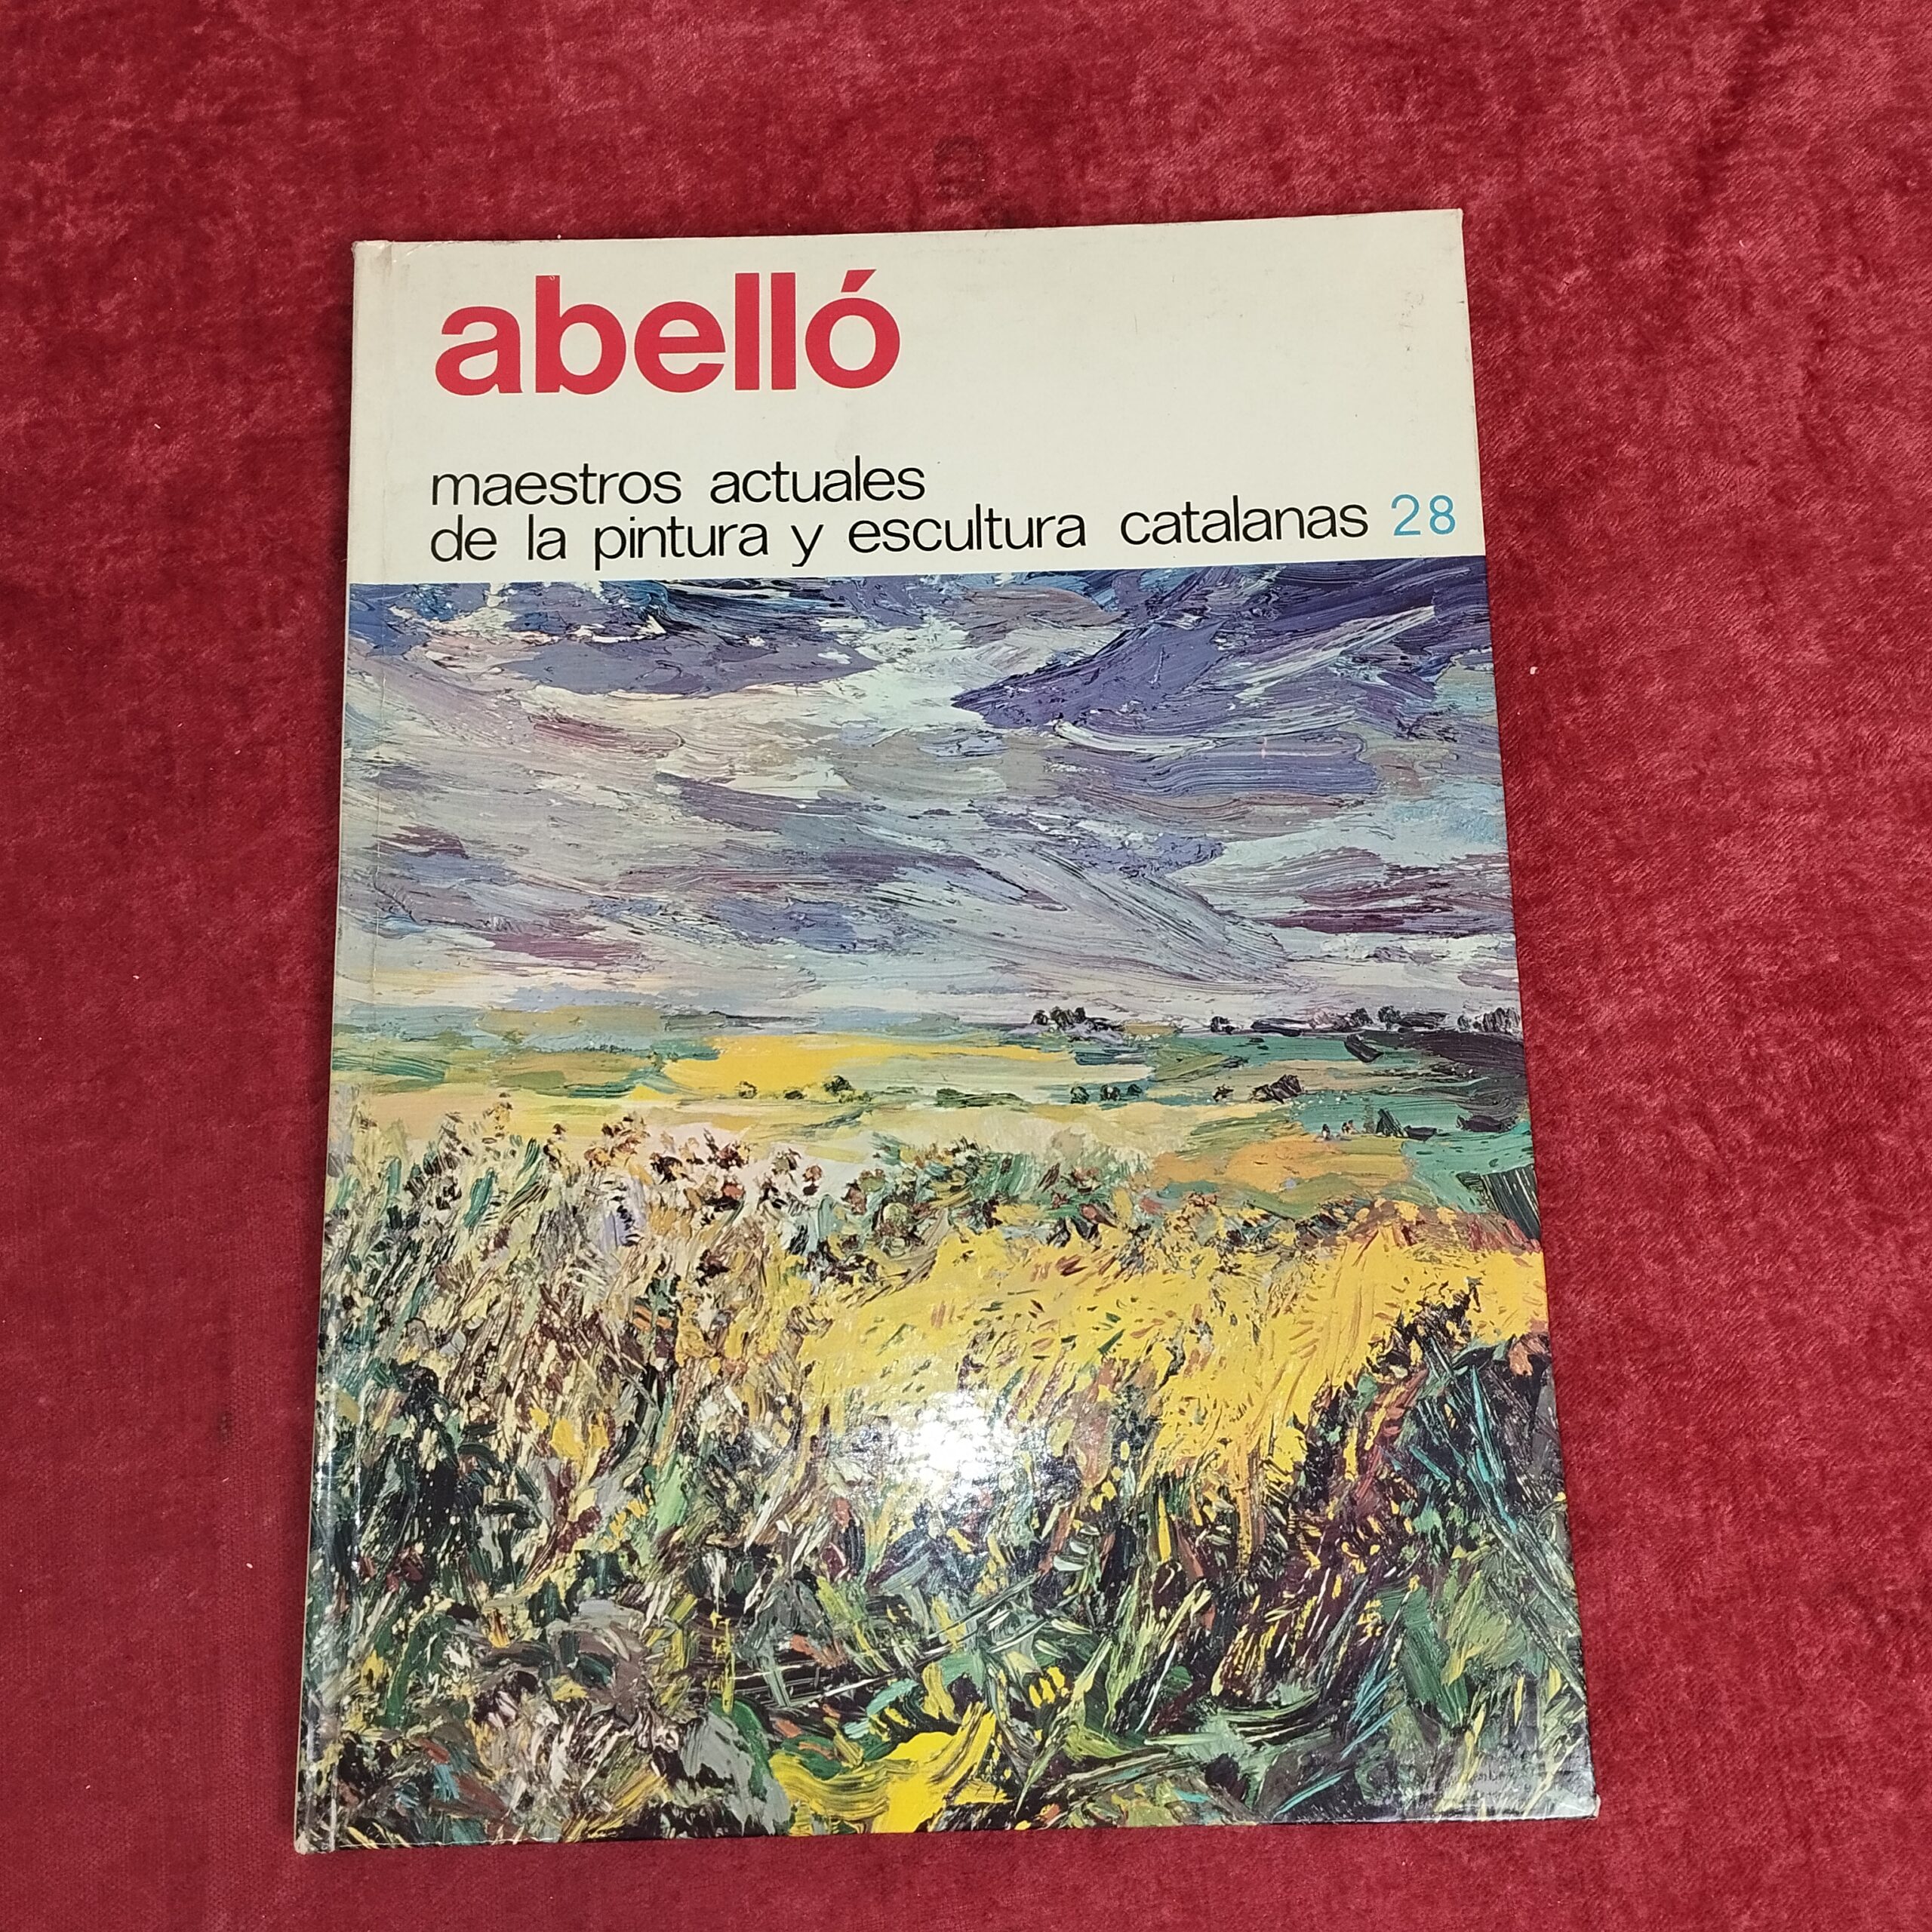 abelló
maestros actuales
de la pintura y escultura catalanas 28